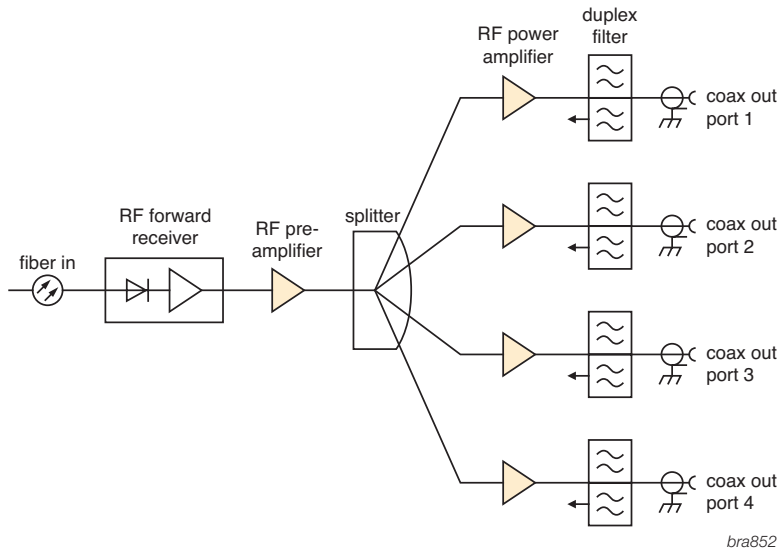 duplex
filter
RF power
amplifier
coax out
port 1
RF forward
receiver
RF pre-
amplifier
splitter
fiber in
coax out
port 2
coax out
port 3
coax out
port 4
bra852